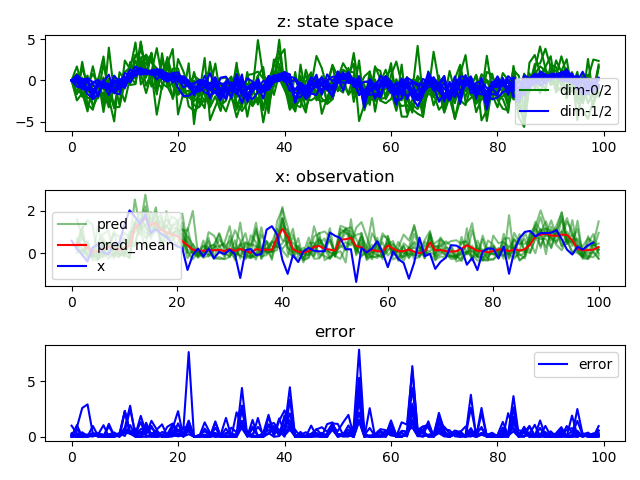 z: state space
5
0
−5
dim-0/2
dim-1/2
0 20 40 60 80 100
x: observation
2
0
pred
pred_mean
x
0 20 40 60 80 100
error
5
0
error
0 20 40 60 80 100